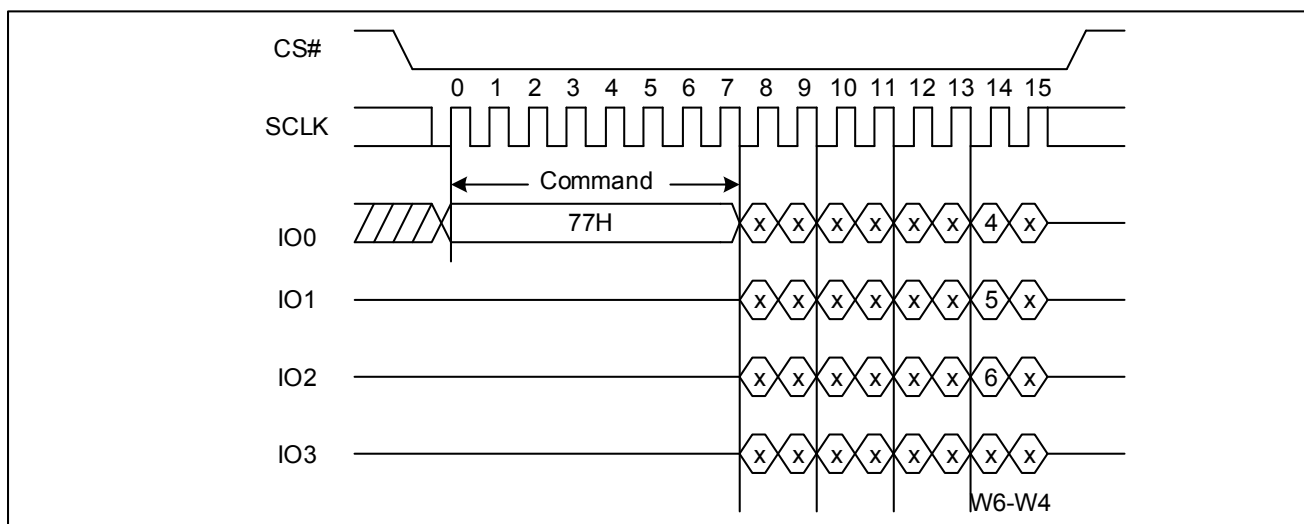 CS#
0 1 2 3 4 5 6 7 8 9 10 11 12 13 14 15
SCLK
Command
IO0 77H x x x x x x 4 x
IO1 x x x x x x 5 x
IO2 x x x x x x 6 x
IO3 x x x x x x x x
W6-W4